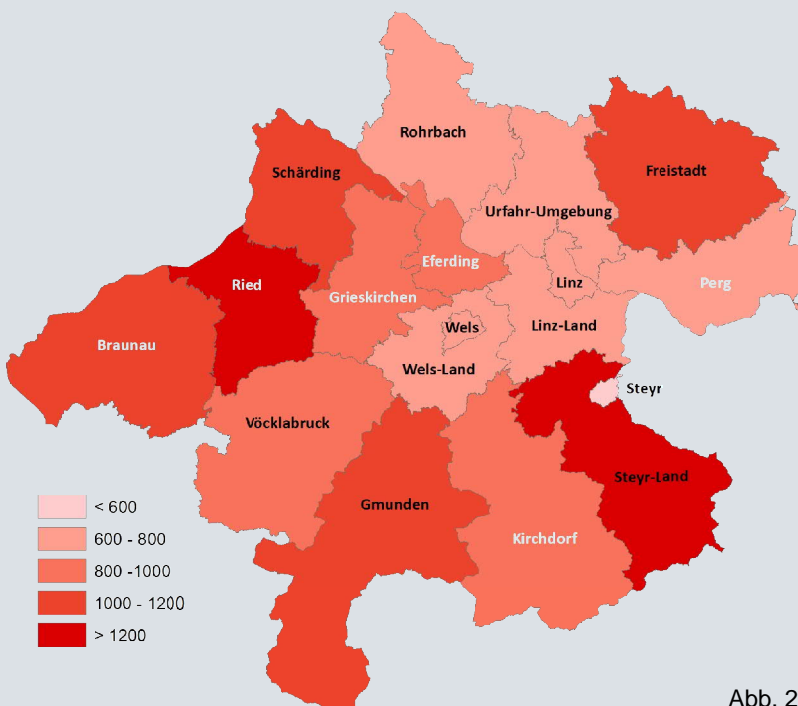 Rohrbach
Schärding
Freistadt
Urfahr-Umgebung
Eferding
Ried
Linz
Perg
Grieskirchen
Wels
Linz-Land
Braunau
Wels-Land
Steyr
Vöcklabruck
Steyr-Land
Gmunden
Kirchdorf
< 600
600 - 800
800 -1000
1000 - 1200
> 1200
Abb. 2